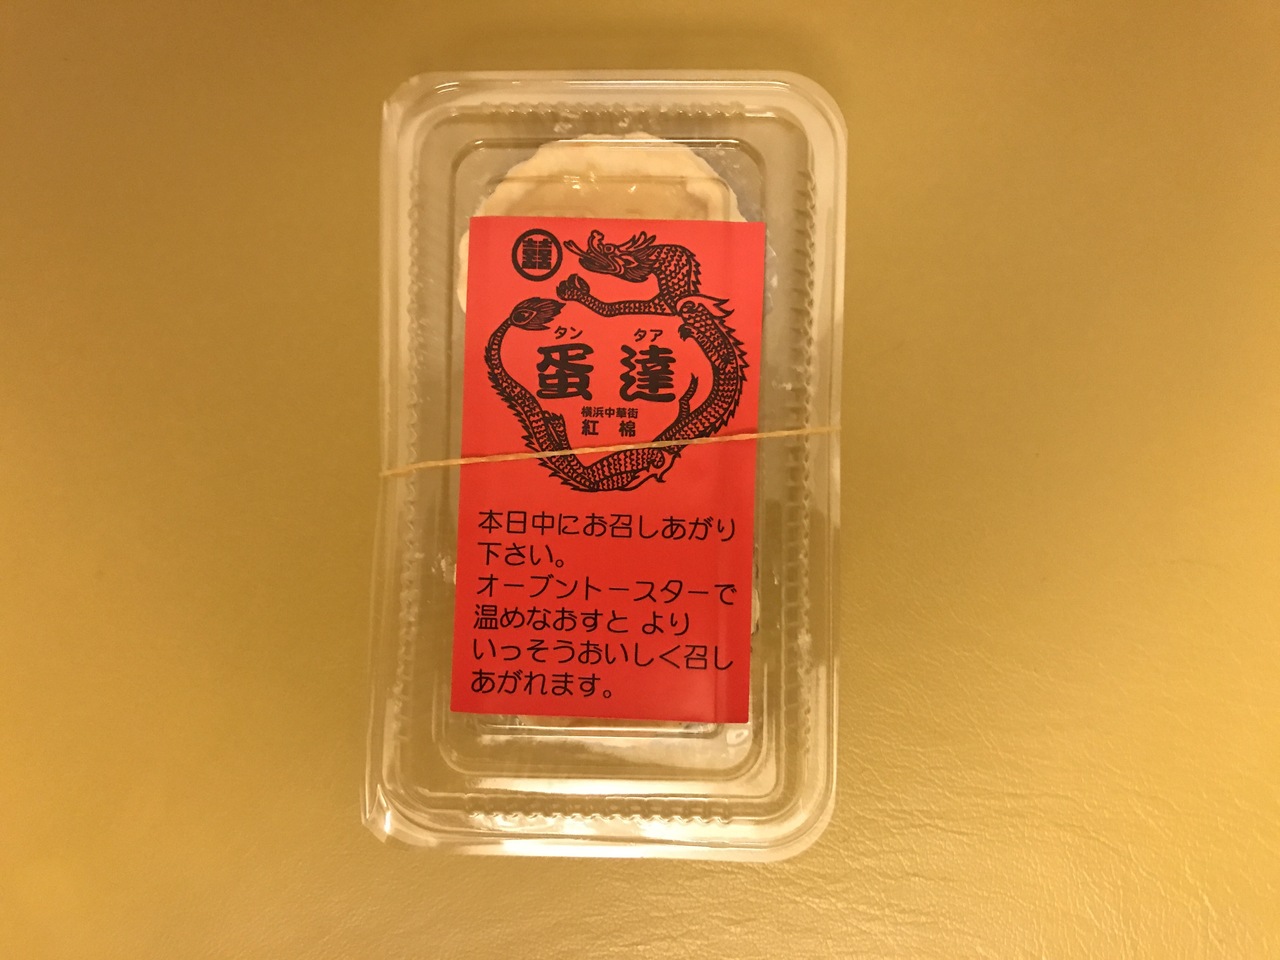 囍
タン タア
蛋達
横浜中華街
紅棉
本日中にお召しあがり
下さい。
オーブントースターで
温めなおすと より
いっそうおいしく召し
あがれます。